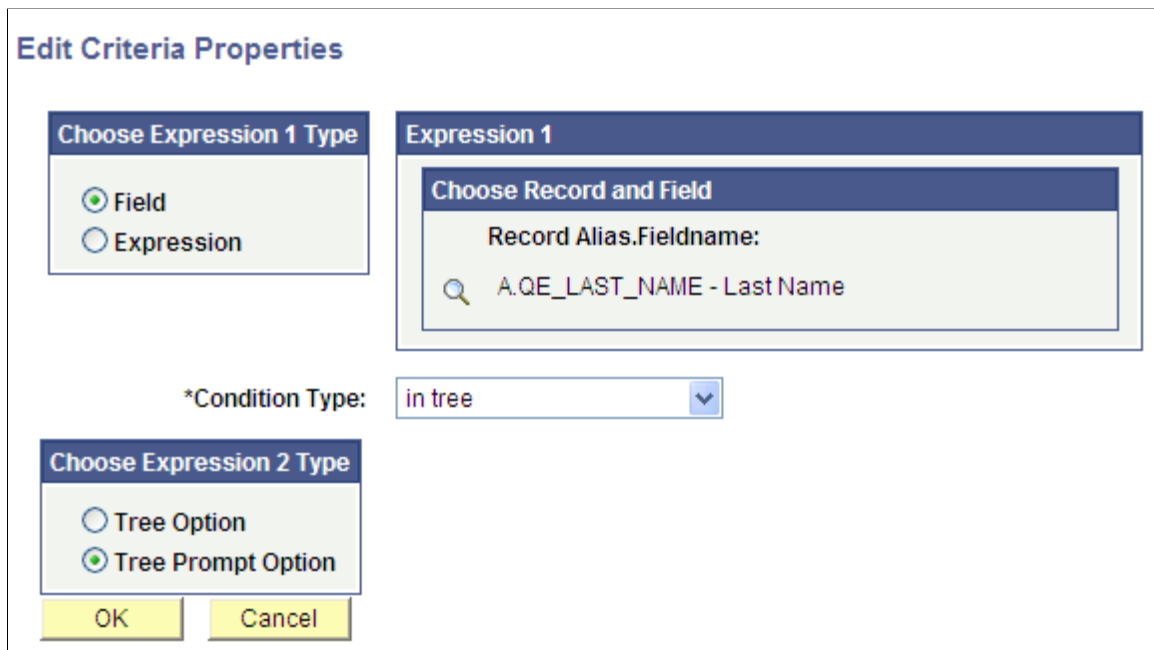 Edit Criteria Properties
Choose Expression 1 Type
Field
Expression
Expression 1
Choose Record and Field
Record Alias.Fieldname:
A.QE_LAST_NAME - Last Name
*Condition Type:
in tree
Choose Expression 2 Type
Tree Option
Tree Prompt Option
OK
Cancel